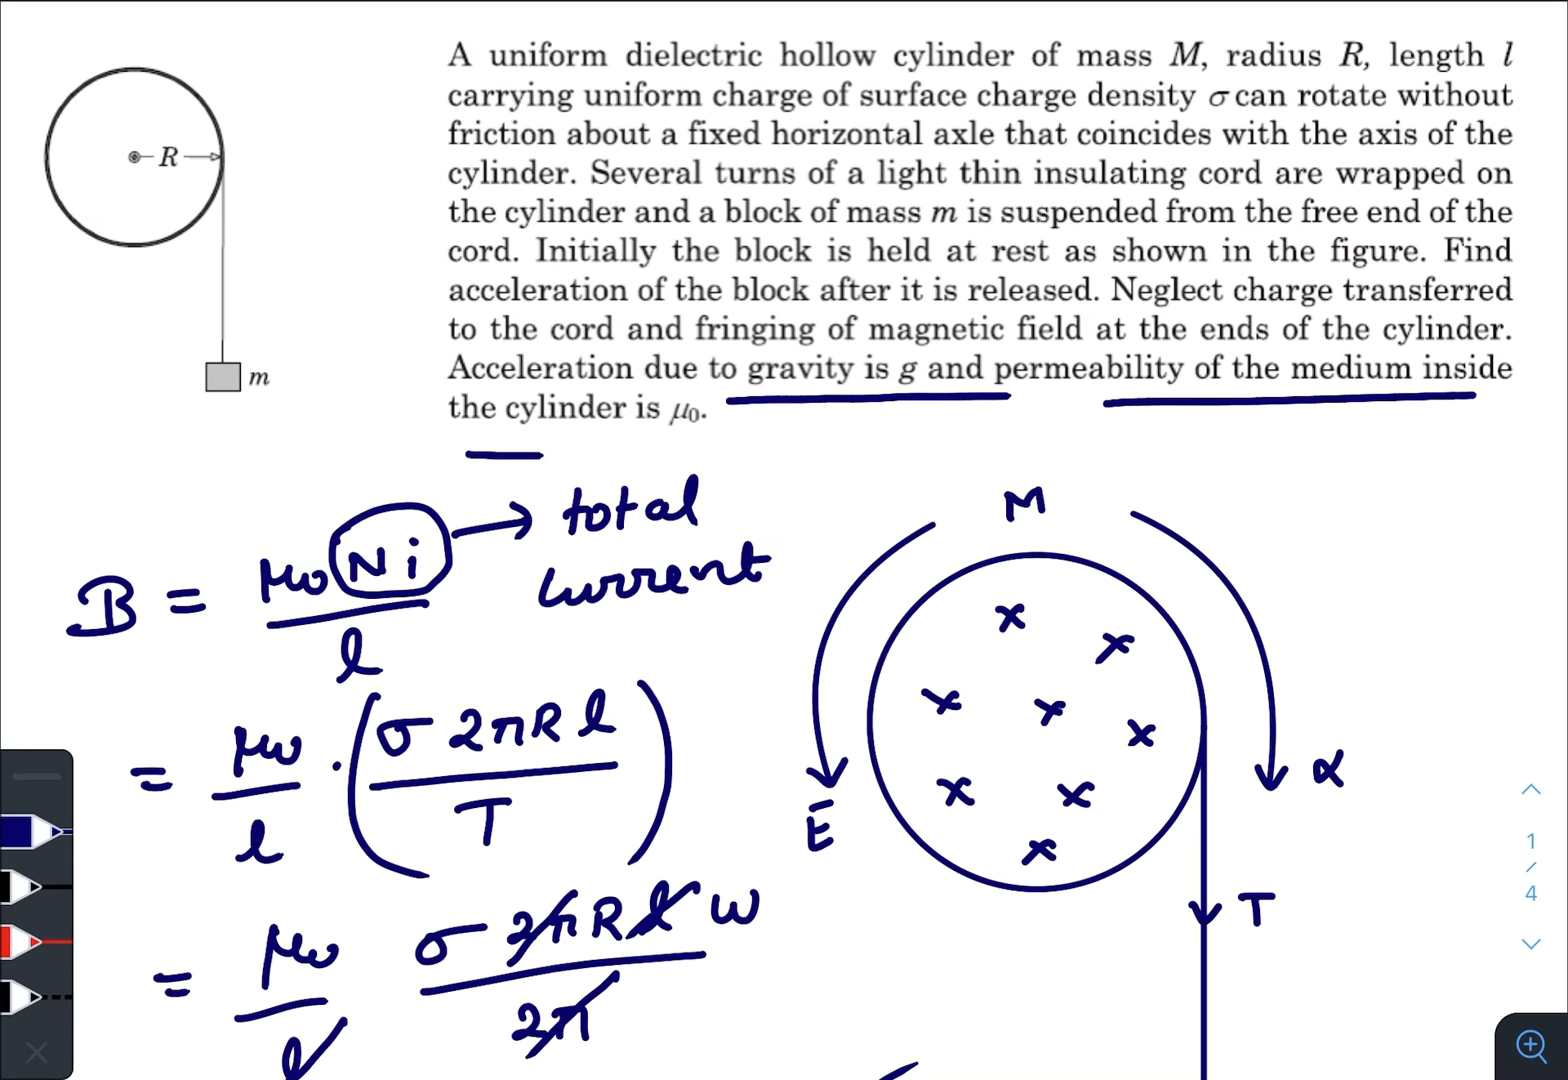 A uniform dielectric hollow cylinder of mass M, radius R, length l
carrying uniform charge of surface charge density σ can rotate without
friction about a fixed horizontal axle that coincides with the axis of the
cylinder. Several turns of a light thin insulating cord are wrapped on
the cylinder and a block of mass m is suspended from the free end of the
cord. Initially the block is held at rest as shown in the figure. Find
acceleration of the block after it is released. Neglect charge transferred
to the cord and fringing of magnetic field at the ends of the cylinder.
Acceleration due to gravity is g and permeability of the medium inside
the cylinder is μ₀.
R
m
B = μ₀ N i / l → total current
= μ₀ / l · ( σ 2πR l / T )
= μ₀ / l σ 2πR l ω / 2π
M
x x
x x x
x x
x
E
α
T
1
/
4